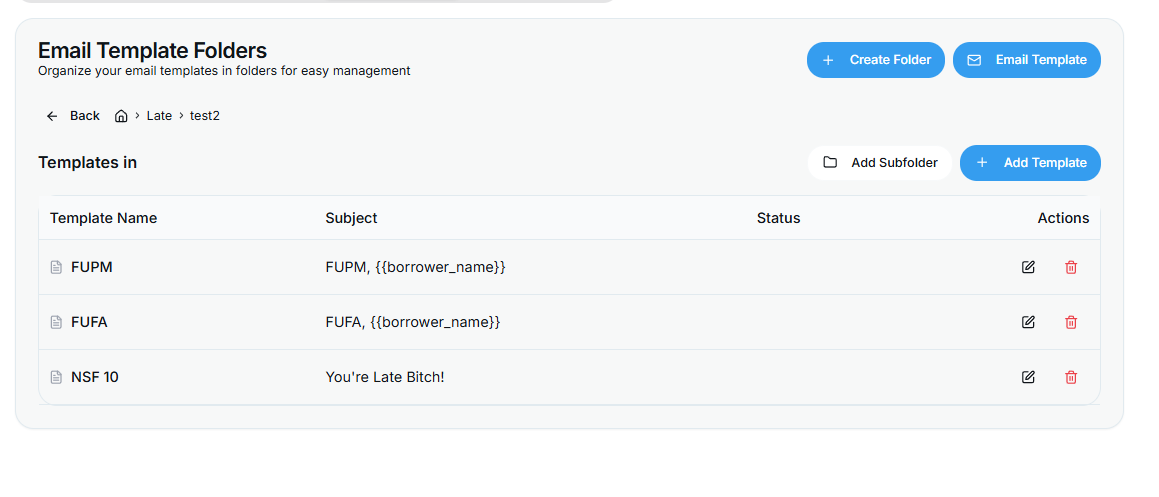 Email Template Folders
Organize your email templates in folders for easy management
Create Folder
Email Template
Back > Late > test2
Templates in
Add Subfolder
Add Template
Template Name Subject Status Actions
FUPM FUPM, {{borrower_name}}
FUFA FUFA, {{borrower_name}}
NSF 10 You're Late Bitch!